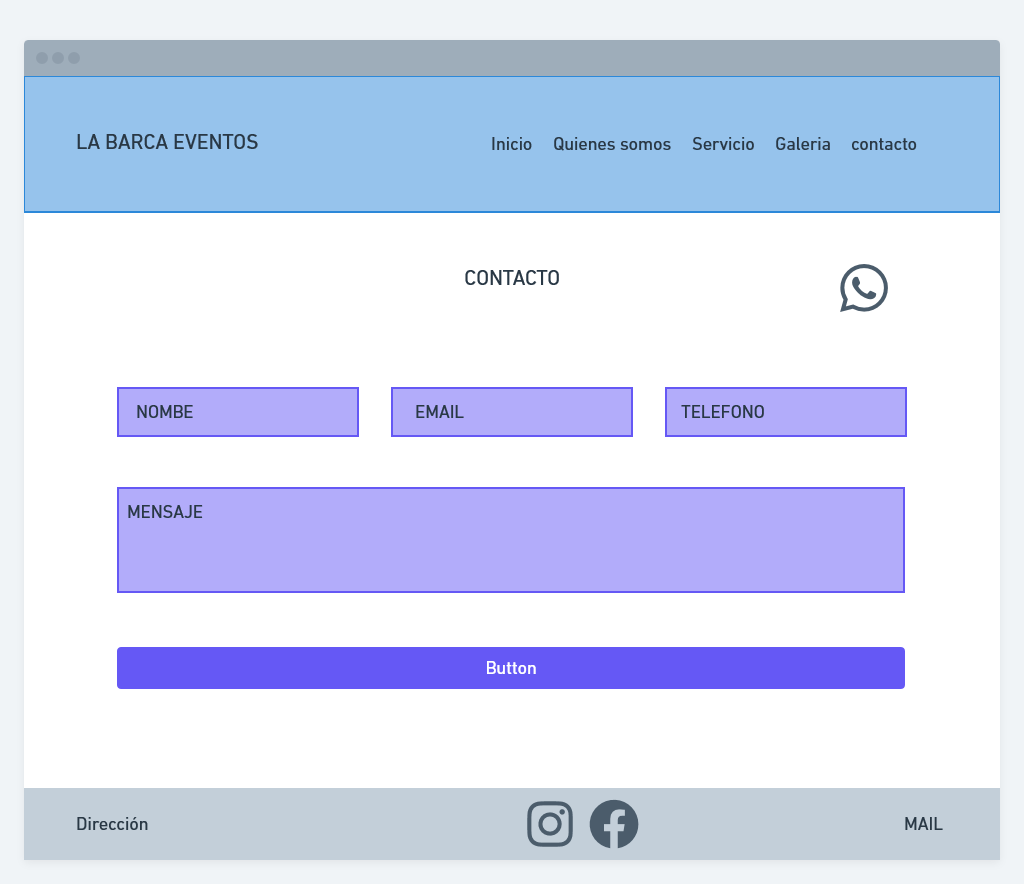 LA BARCA EVENTOS
Inicio Quienes somos Servicio Galeria contacto
CONTACTO
NOMBE EMAIL TELEFONO
MENSAJE
Button
Dirección MAIL